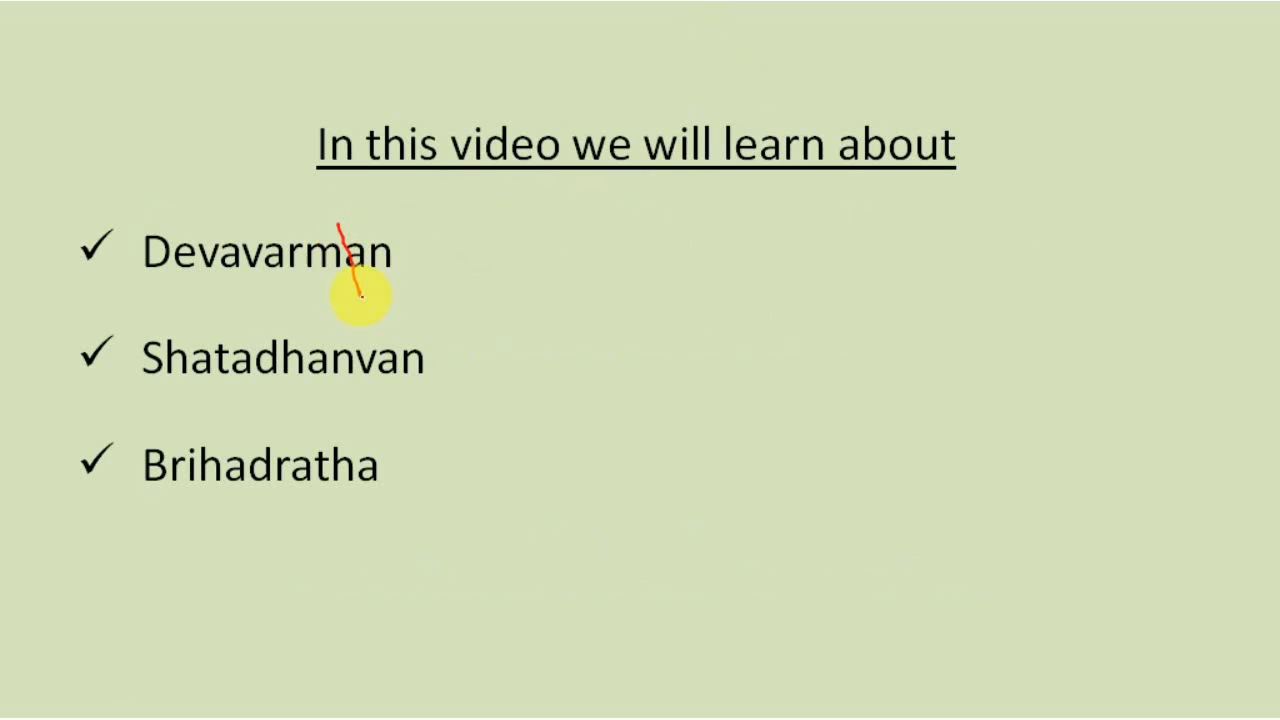 In this video we will learn about
✓ Devavarman
✓ Shatadhanvan
✓ Brihadratha